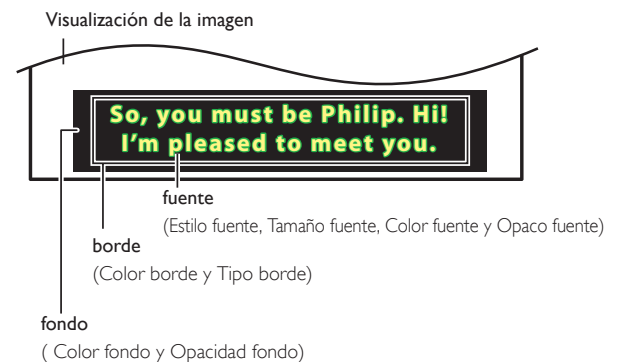 Visualización de la imagen
So, you must be Philip. Hi!
I'm pleased to meet you.
fuente
(Estilo fuente, Tamaño fuente, Color fuente y Opaco fuente)
borde
(Color borde y Tipo borde)
fondo
( Color fondo y Opacidad fondo)